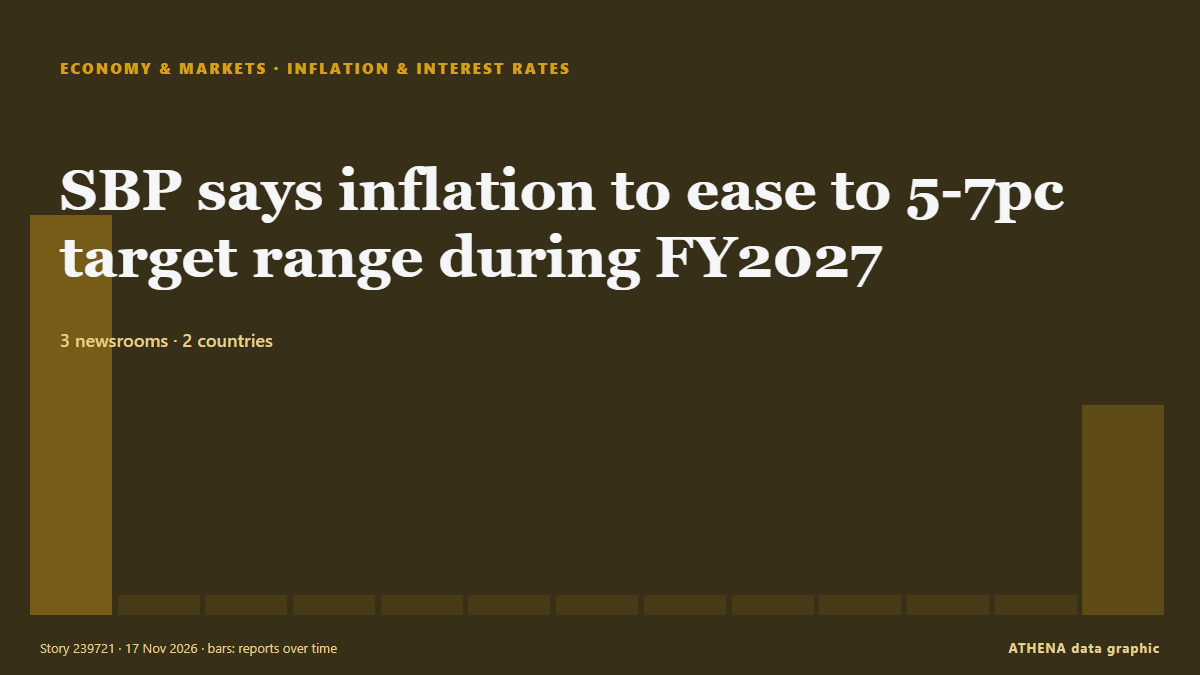 ECONOMY & MARKETS · INFLATION & INTEREST RATES
SBP says inflation to ease to 5-7pc
target range during FY2027
3 newsrooms · 2 countries
Story 239721 · 17 Nov 2026 · bars: reports over time
ATHENA data graphic